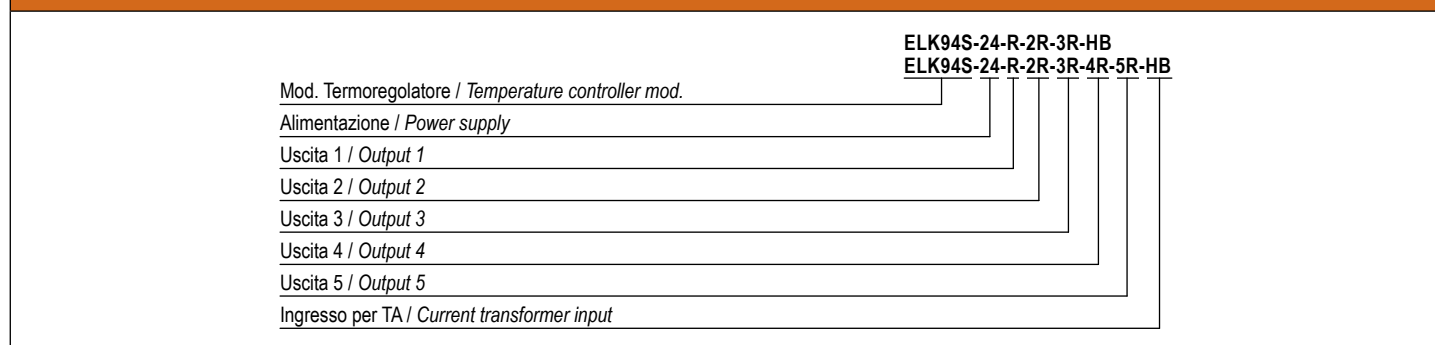 ELK94S-24-R-2R-3R-HB
ELK94S-24-R-2R-3R-4R-5R-HB
Mod. Termoregolatore / Temperature controller mod.
Alimentazione / Power supply
Uscita 1 / Output 1
Uscita 2 / Output 2
Uscita 3 / Output 3
Uscita 4 / Output 4
Uscita 5 / Output 5
Ingresso per TA / Current transformer input